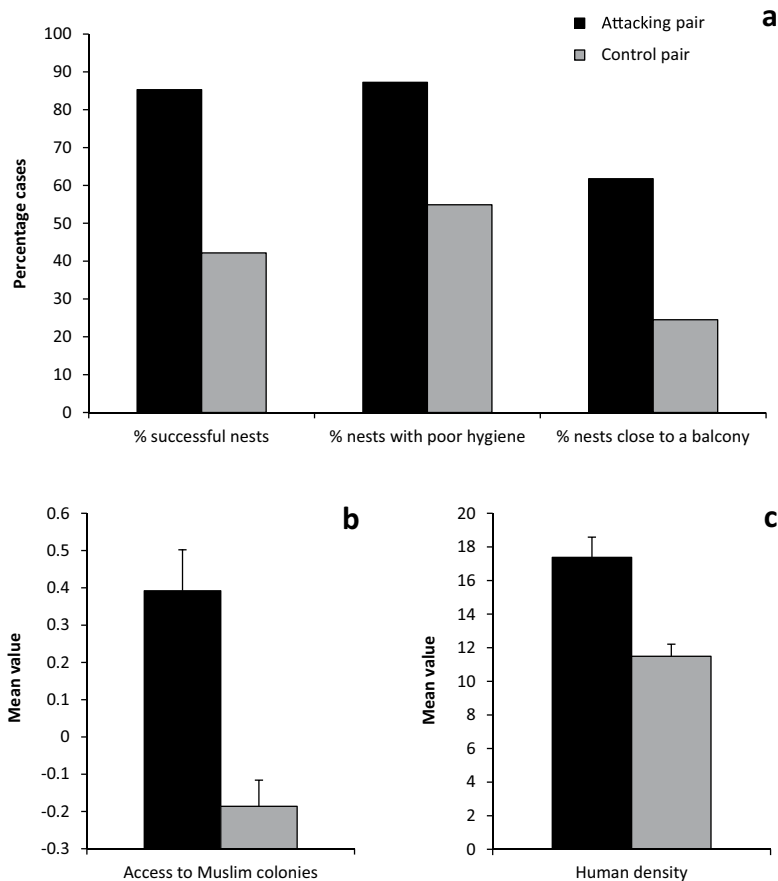 a
Attacking pair
Control pair
100
90
80
70
60
50
40
30
20
10
0
Percentage cases
% successful nests
% nests with poor hygiene
% nests close to a balcony
b
0.6
0.5
0.4
0.3
0.2
0.1
0
-0.1
-0.2
-0.3
Mean value
Access to Muslim colonies
c
20
18
16
14
12
10
8
6
4
2
0
Mean value
Human density